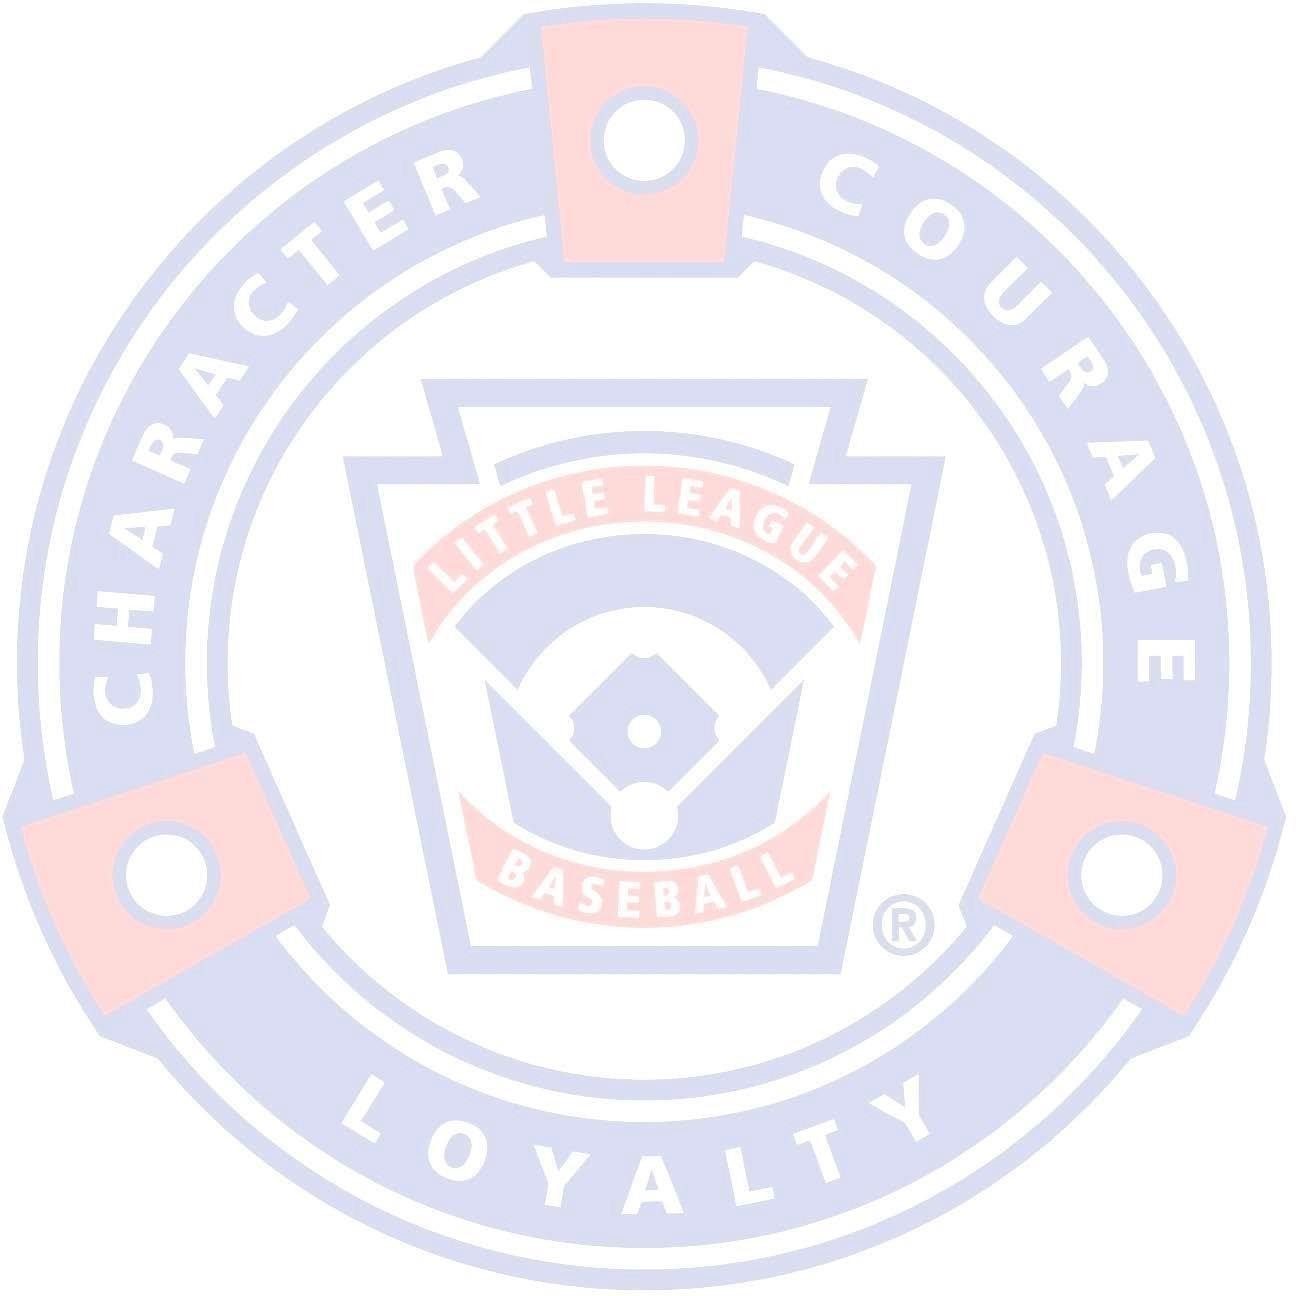 CHARACTER
COURAGE
LITTLE LEAGUE
BASEBALL
®
LOYALTY